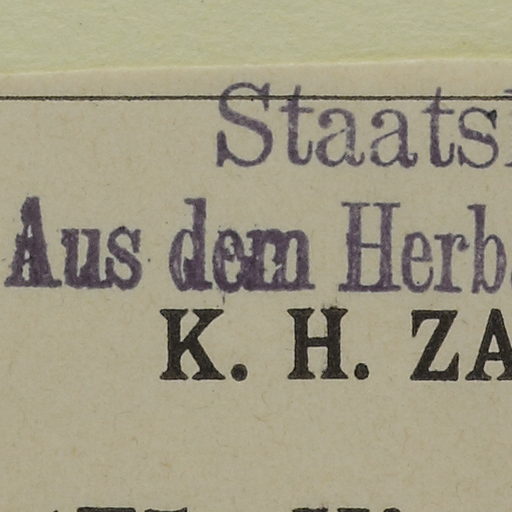 Staats
Aus dem Herb
K. H. ZA